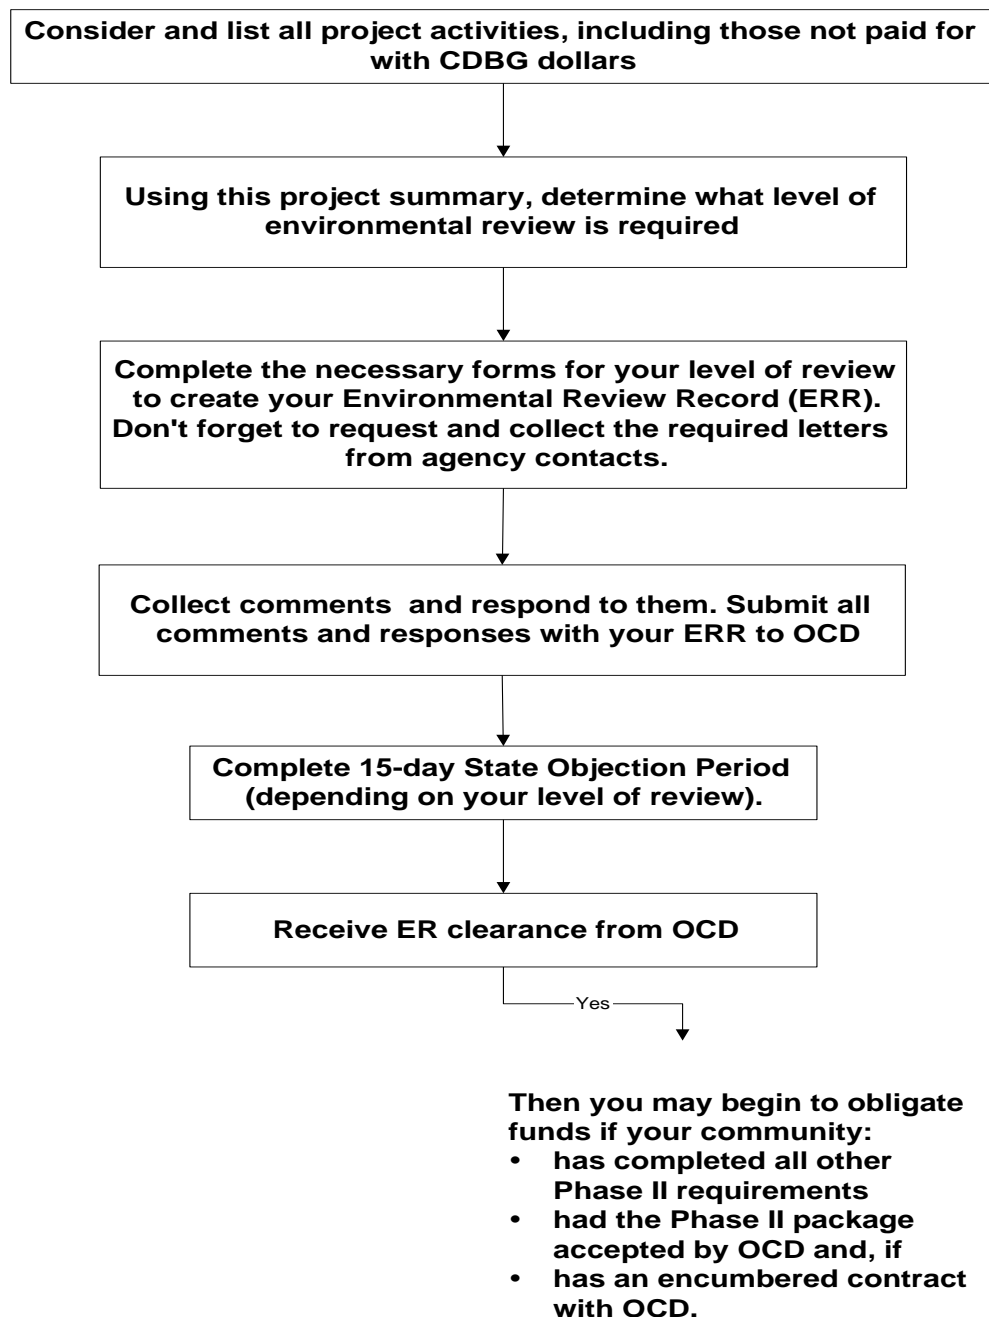 Consider and list all project activities, including those not paid for
with CDBG dollars
Using this project summary, determine what level of
environmental review is required
Complete the necessary forms for your level of review
to create your Environmental Review Record (ERR).
Don't forget to request and collect the required letters
from agency contacts.
Collect comments and respond to them. Submit all
comments and responses with your ERR to OCD
Complete 15-day State Objection Period
(depending on your level of review).
Receive ER clearance from OCD
Yes
Then you may begin to obligate
funds if your community:
• has completed all other
Phase II requirements
• had the Phase II package
accepted by OCD and, if
• has an encumbered contract
with OCD.